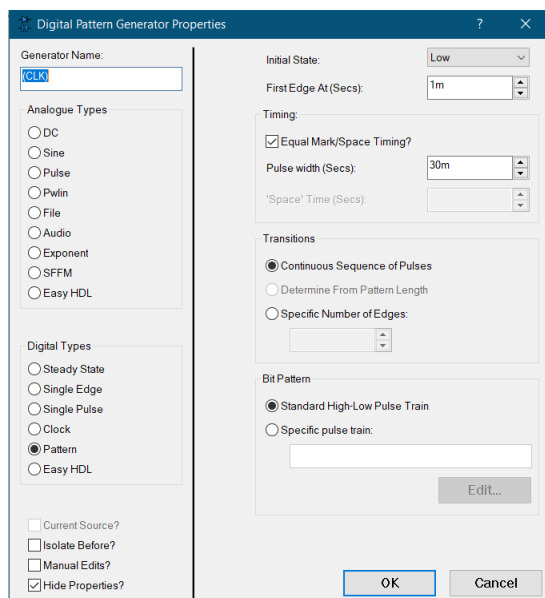 Digital Pattern Generator Properties
Generator Name:
(CLK)
Analogue Types
DC
Sine
Pulse
Pwlin
File
Audio
Exponent
SFFM
Easy HDL
Digital Types
Steady State
Single Edge
Single Pulse
Clock
Pattern
Easy HDL
Current Source?
Isolate Before?
Manual Edits?
Hide Properties?
Initial State: Low
First Edge At (Secs): 1m
Timing:
Equal Mark/Space Timing?
Pulse width (Secs): 30m
'Space' Time (Secs):
Transitions
Continuous Sequence of Pulses
Determine From Pattern Length
Specific Number of Edges:
Bit Pattern
Standard High-Low Pulse Train
Specific pulse train:
Edit...
OK Cancel